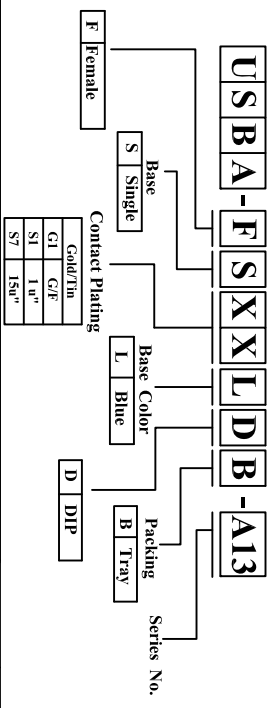 USBA-FSXXLDB-A13
F Female
Base
S Single
Contact Plating
Gold/Tin
G1 G/F
S1 1 u"
S7 15u"
Base Color
L Blue
D DIP
Packing
B Tray
Series No.